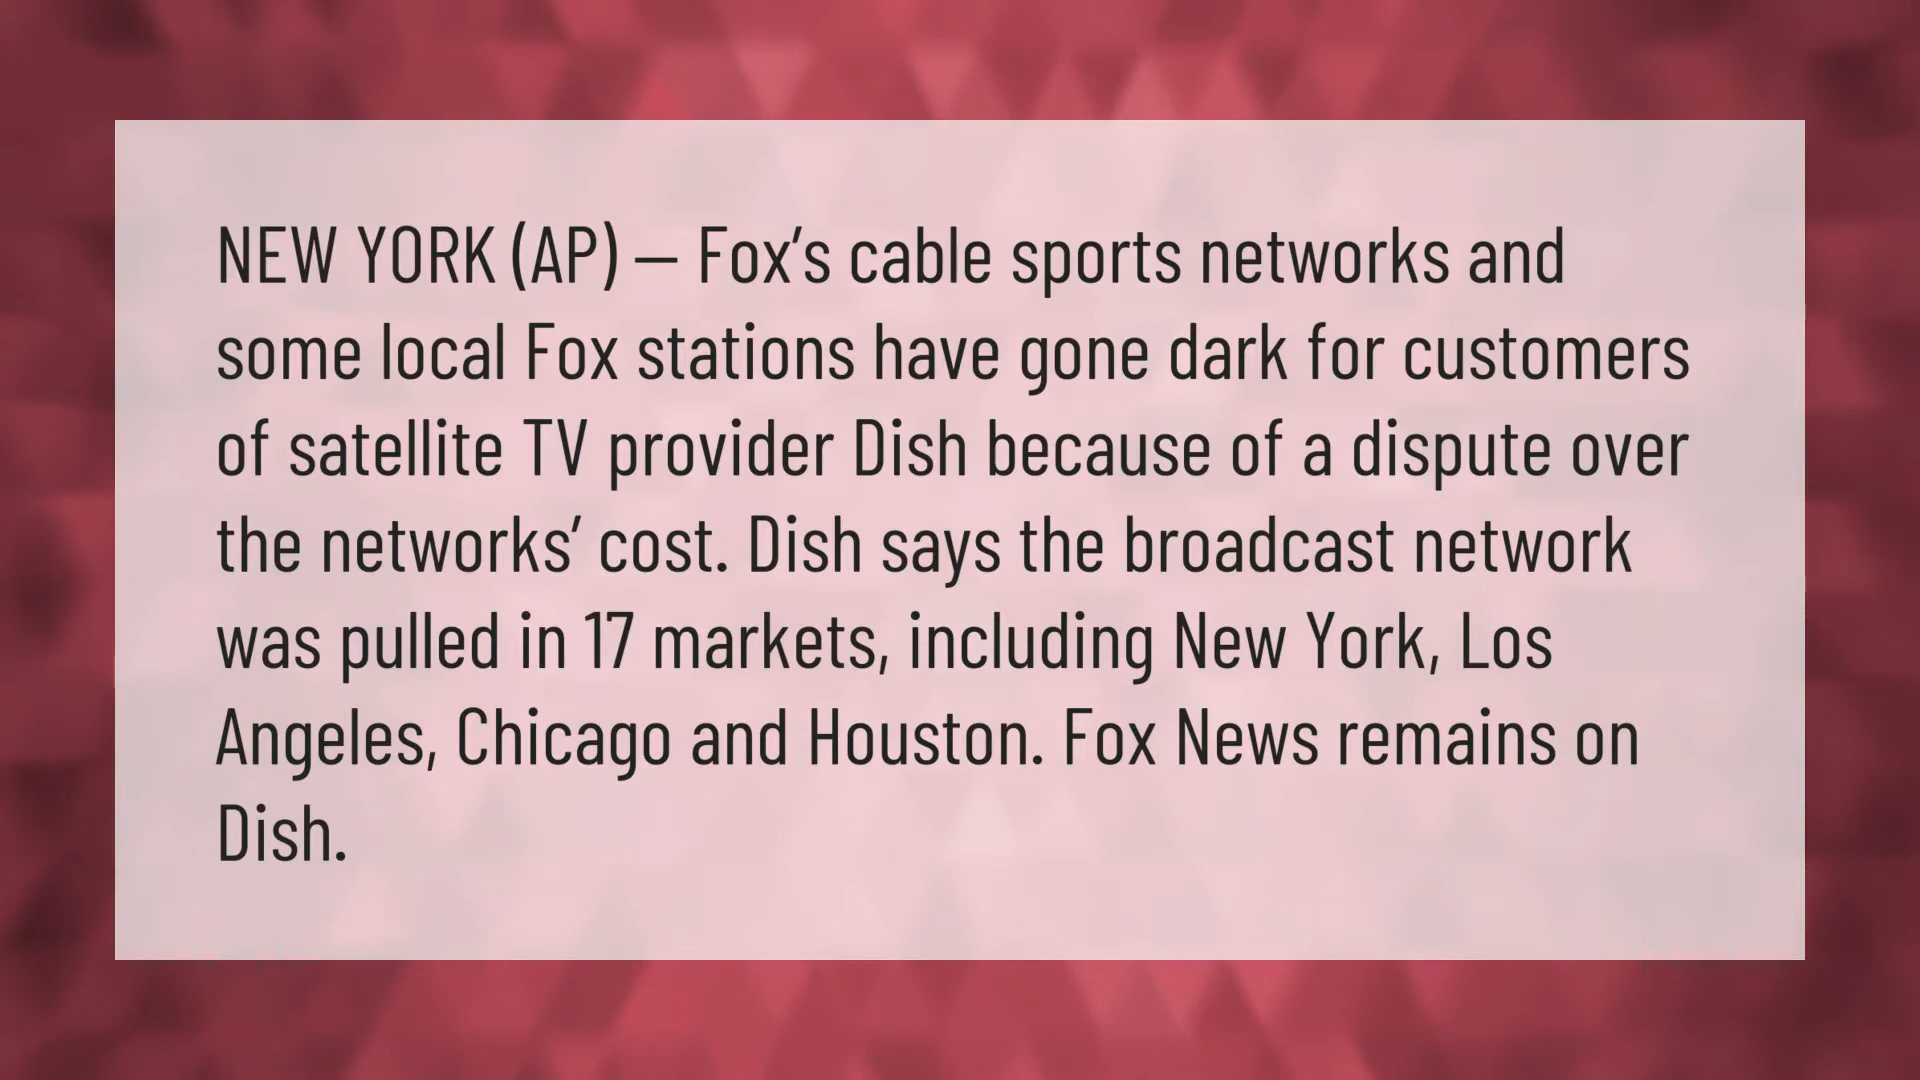 NEW YORK (AP) — Fox’s cable sports networks and
some local Fox stations have gone dark for customers
of satellite TV provider Dish because of a dispute over
the networks’ cost. Dish says the broadcast network
was pulled in 17 markets, including New York, Los
Angeles, Chicago and Houston. Fox News remains on
Dish.